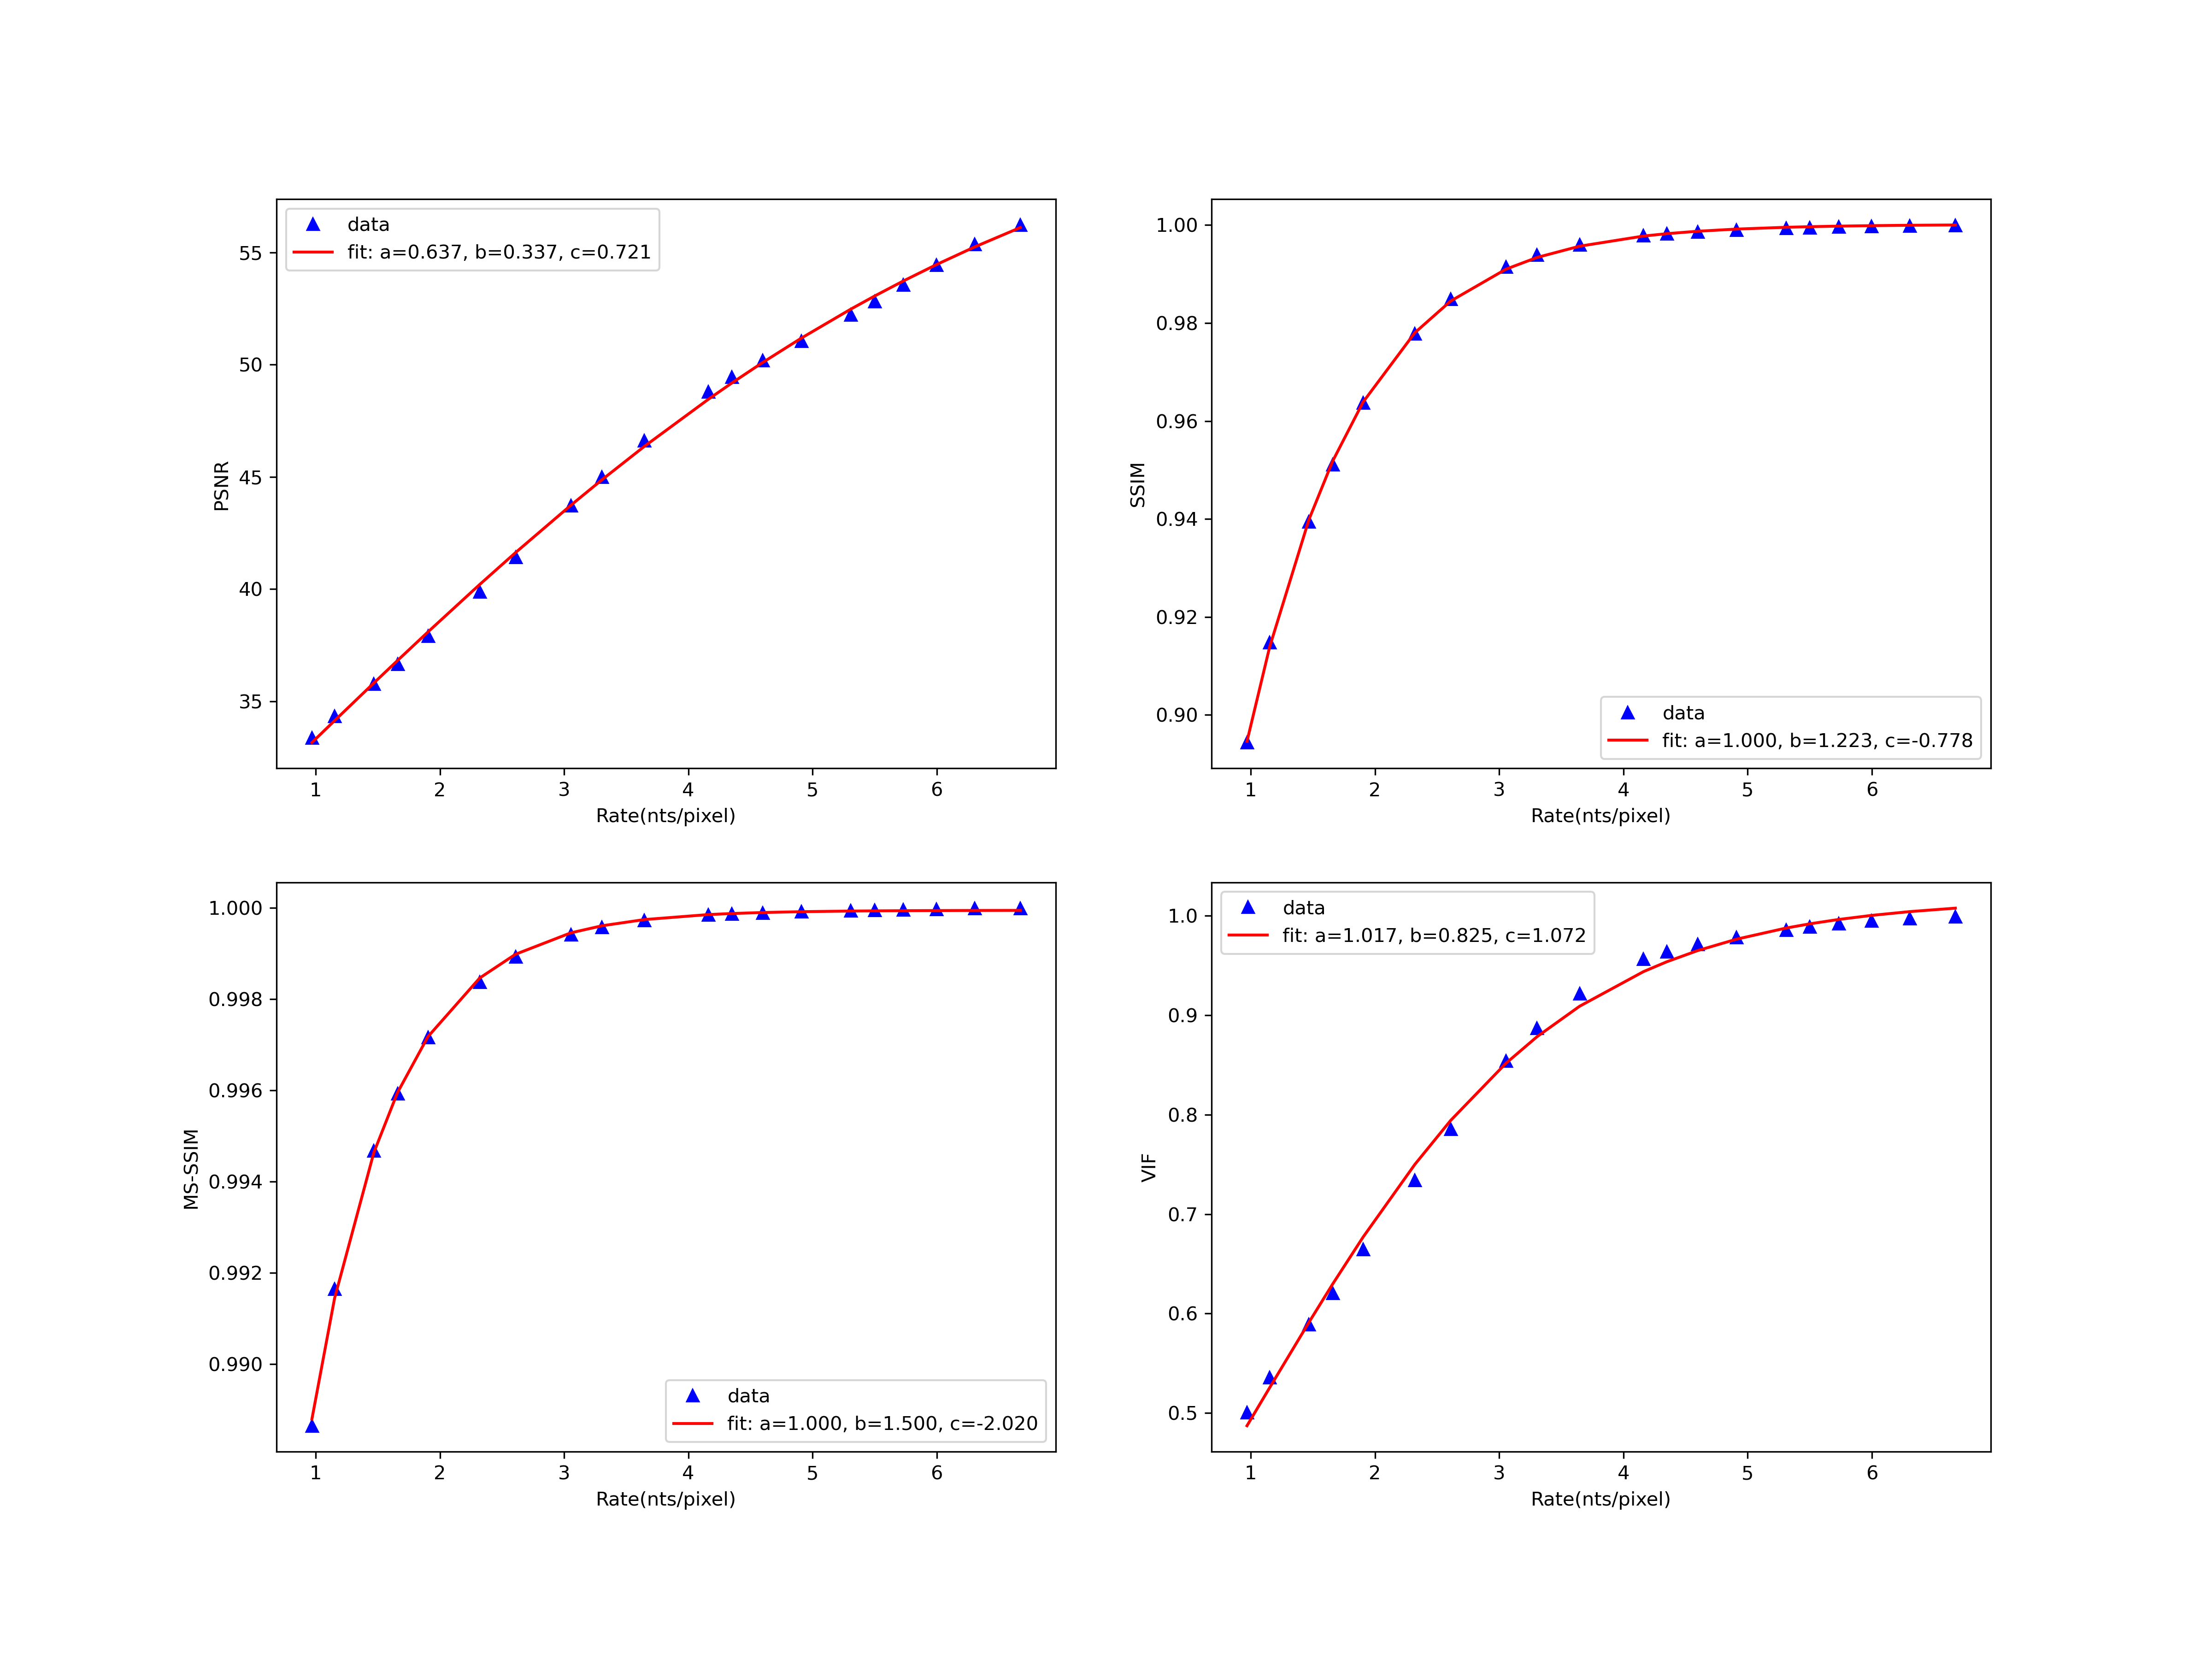 data
fit: a=0.637, b=0.337, c=0.721
55
50
45
40
35
PSNR
1 2 3 4 5 6
Rate(nts/pixel)
1.00
0.98
0.96
0.94
0.92
0.90
SSIM
data
fit: a=1.000, b=1.223, c=-0.778
1 2 3 4 5 6
Rate(nts/pixel)
1.000
0.998
0.996
0.994
0.992
0.990
MS-SSIM
data
fit: a=1.000, b=1.500, c=-2.020
1 2 3 4 5 6
Rate(nts/pixel)
data
fit: a=1.017, b=0.825, c=1.072
1.0
0.9
0.8
0.7
0.6
0.5
VIF
1 2 3 4 5 6
Rate(nts/pixel)